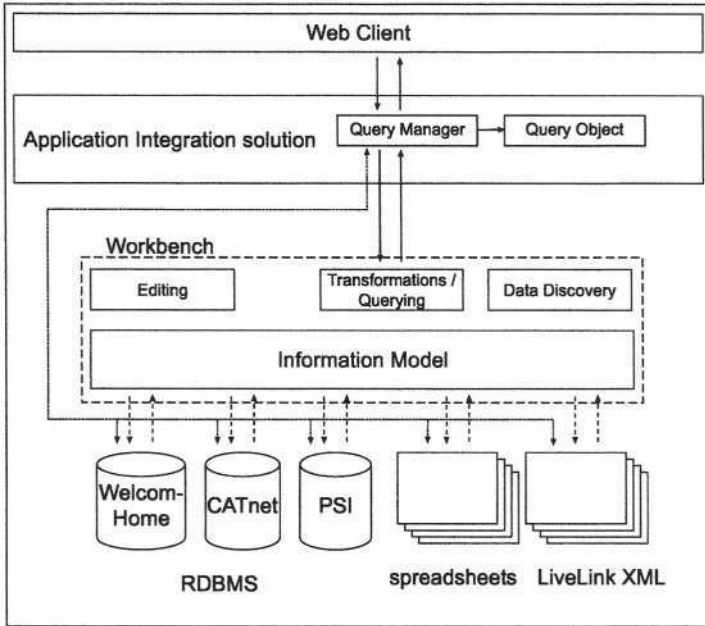 Web Client
Application Integration solution
Query Manager
Query Object
Workbench
Editing
Transformations /
Querying
Data Discovery
Information Model
Welcom-
Home
CATnet
PSI
RDBMS
spreadsheets
LiveLink XML